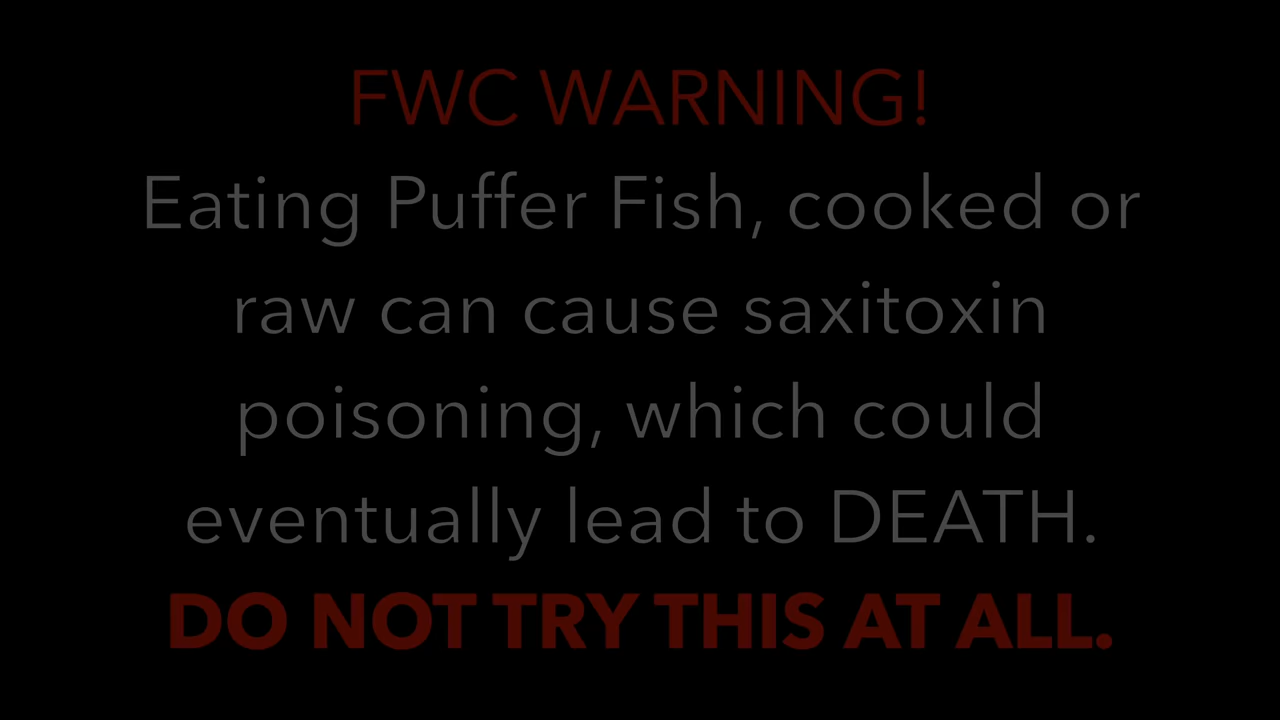 FWC WARNING!
Eating Puffer Fish, cooked or
raw can cause saxitoxin
poisoning, which could
eventually lead to DEATH.
DO NOT TRY THIS AT ALL.